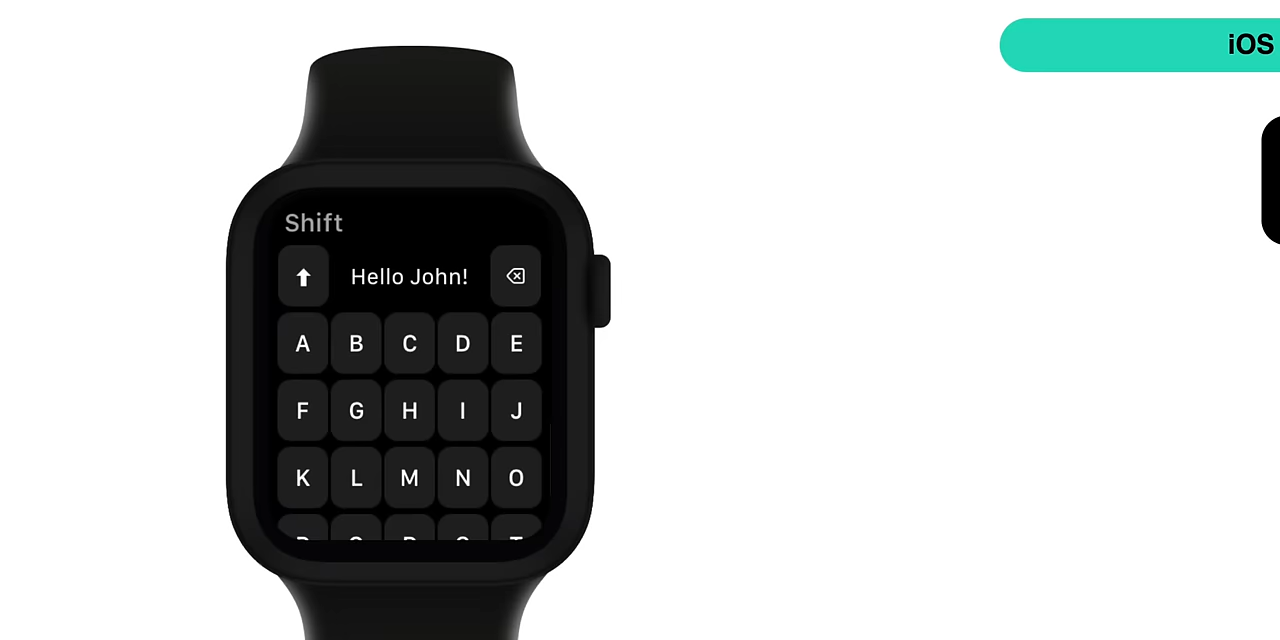 iOS
Shift
Hello John!
A B C D E
F G H I J
K L M N O